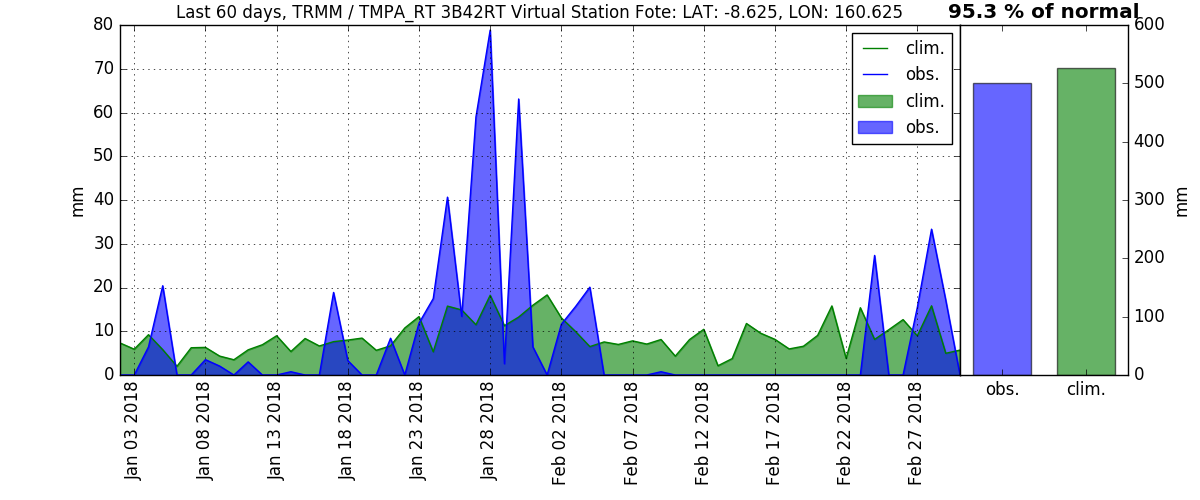 Last 60 days, TRMM / TMPA_RT 3B42RT Virtual Station Fote: LAT: -8.625, LON: 160.625
95.3 % of normal
80
70
60
50
40
30
20
10
0
mm
clim.
obs.
clim.
obs.
600
500
400
300
200
100
0
mm
obs.
clim.
Jan 03 2018
Jan 08 2018
Jan 13 2018
Jan 18 2018
Jan 23 2018
Jan 28 2018
Feb 02 2018
Feb 07 2018
Feb 12 2018
Feb 17 2018
Feb 22 2018
Feb 27 2018